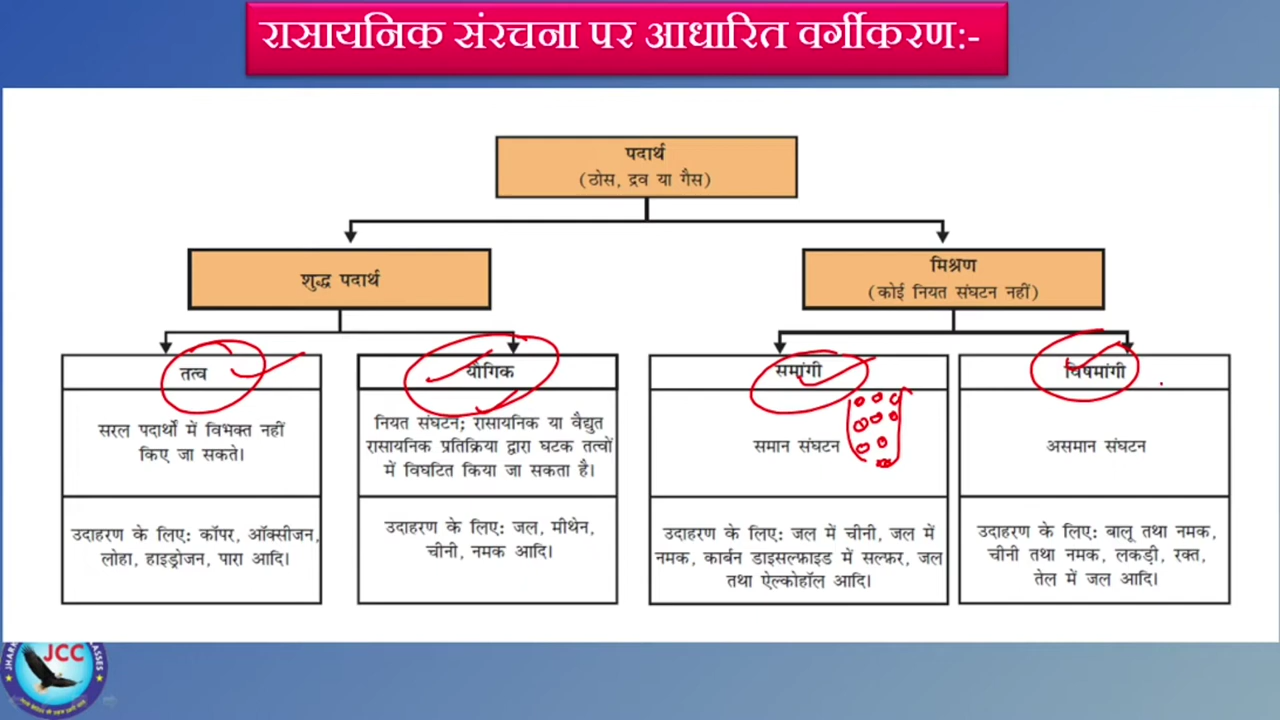 रासायनिक संरचना पर आधारित वर्गीकरण:-
पदार्थ
(ठोस, द्रव या गैस)
शुद्ध पदार्थ
मिश्रण
(कोई नियत संघटन नहीं)
तत्व
सरल पदार्थों में विभक्त नहीं
किए जा सकते।
उदाहरण के लिए: कॉपर, ऑक्सीजन,
लोहा, हाइड्रोजन, पारा आदि।
यौगिक
नियत संघटन; रासायनिक या वैद्युत
रासायनिक प्रतिक्रिया द्वारा घटक तत्वों
में विघटित किया जा सकता है।
उदाहरण के लिए: जल, मीथेन,
चीनी, नमक आदि।
समांगी
समान संघटन
उदाहरण के लिए: जल में चीनी, जल में
नमक, कार्बन डाइसल्फ़ाइड में सल्फ़र, जल
तथा ऐल्कोहॉल आदि।
विषमांगी
असमान संघटन
उदाहरण के लिए: बालू तथा नमक,
चीनी तथा नमक, लकड़ी, रक्त,
तेल में जल आदि।
JCC